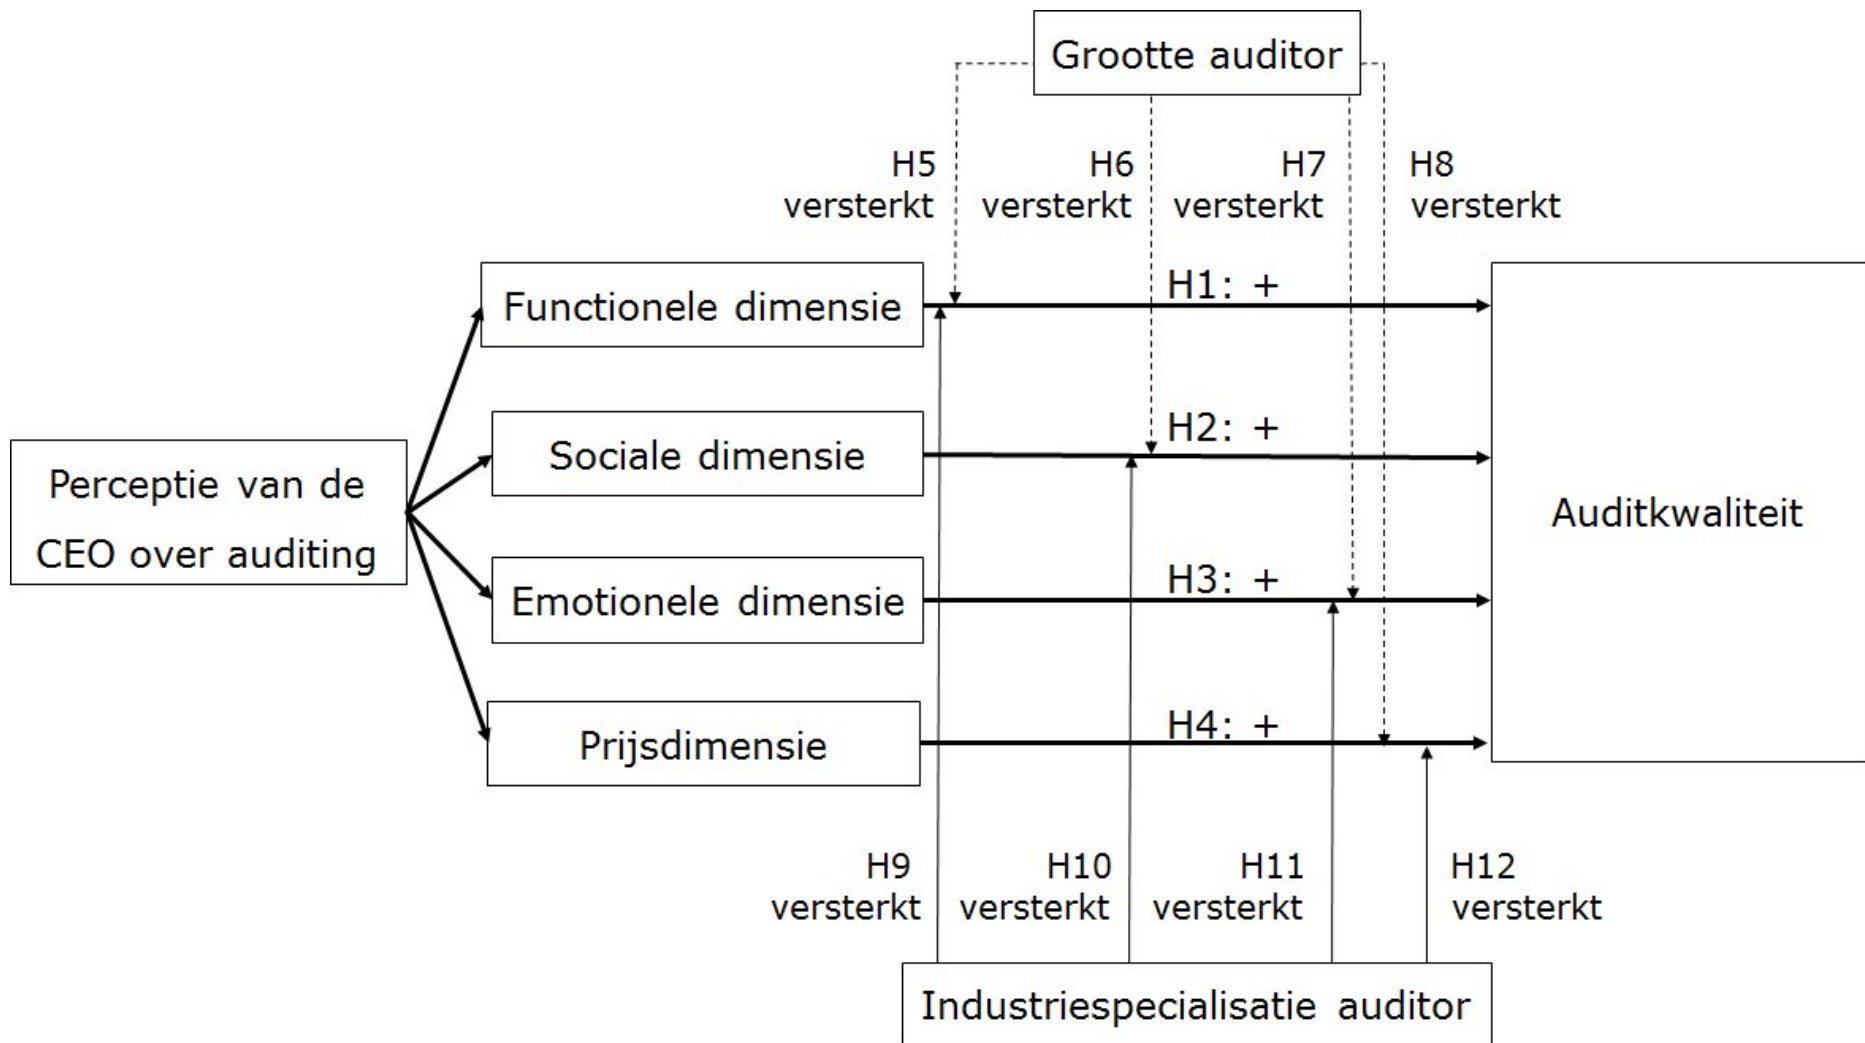 Grootte auditor
H5
versterkt
H6
versterkt
H7
versterkt
H8
versterkt
Functionele dimensie
H1: +
Sociale dimensie
H2: +
Perceptie van de
CEO over auditing
Auditkwaliteit
Emotionele dimensie
H3: +
Prijsdimensie
H4: +
H9
versterkt
H10
versterkt
H11
versterkt
H12
versterkt
Industriespecialisatie auditor